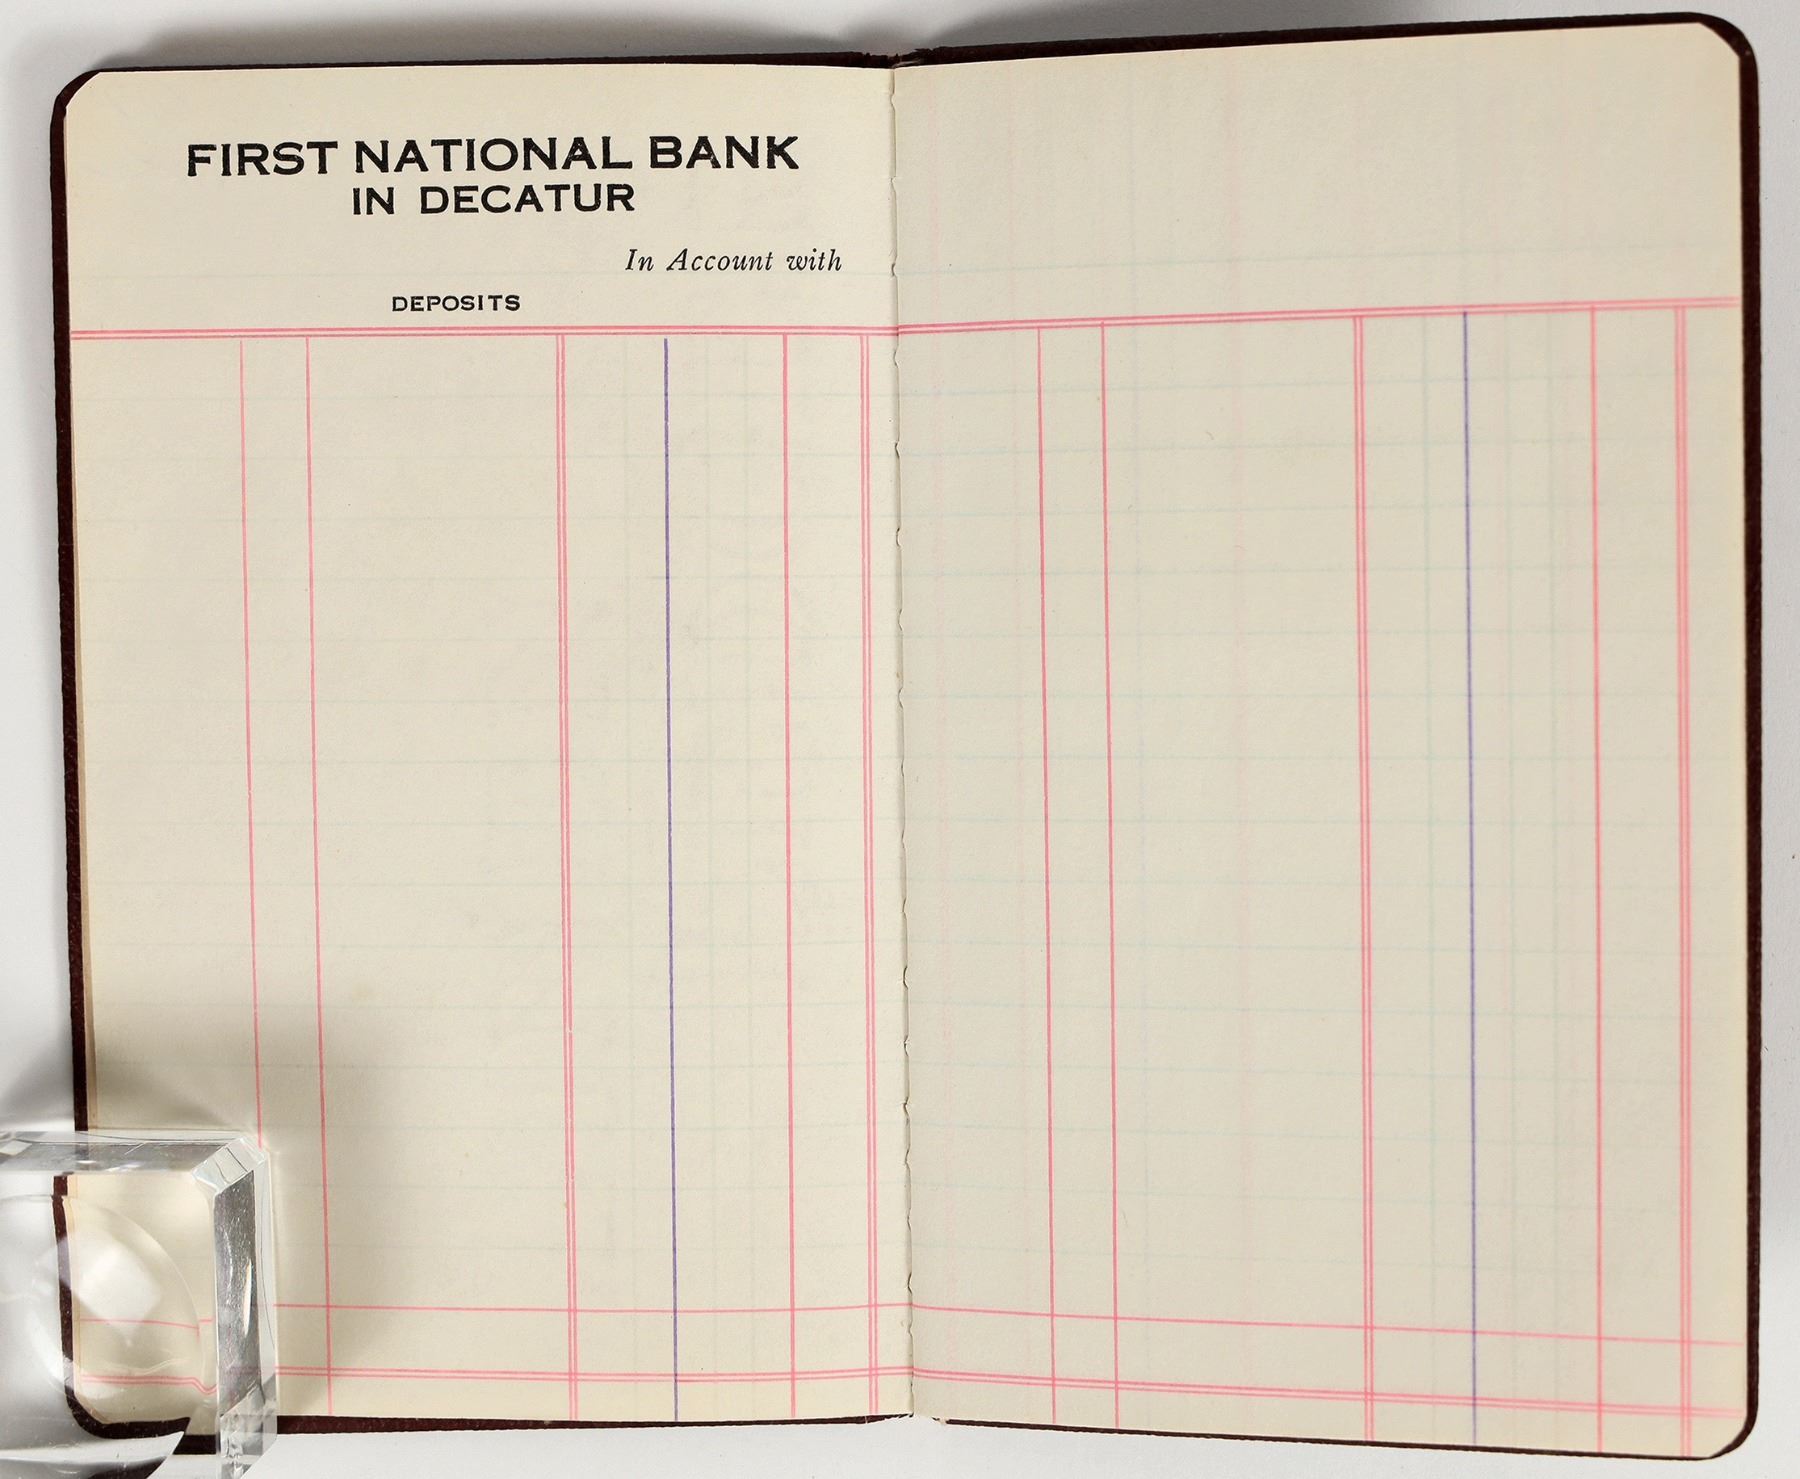 FIRST NATIONAL BANK
IN DECATUR
In Account with
DEPOSITS